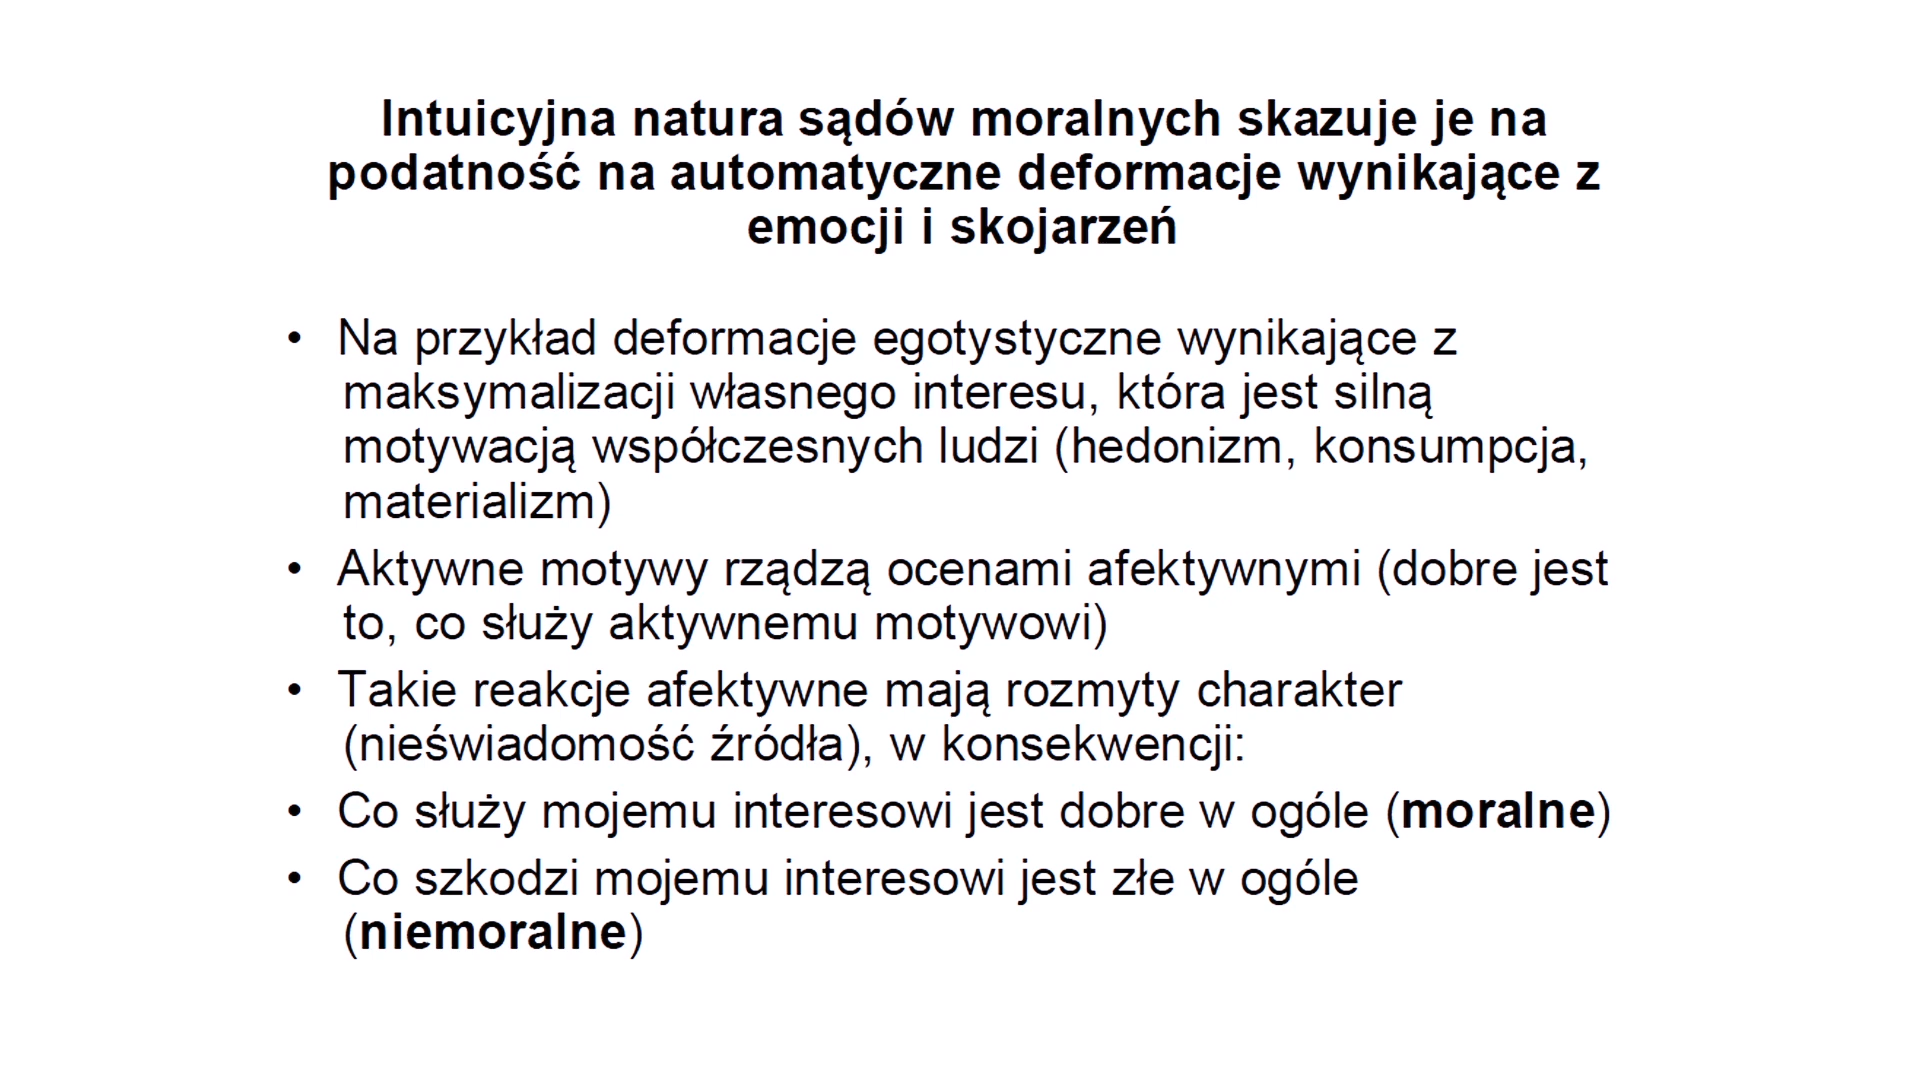 Intuicyjna natura sądów moralnych skazuje je na
podatność na automatyczne deformacje wynikające z
emocji i skojarzeń
• Na przykład deformacje egotystyczne wynikające z
maksymalizacji własnego interesu, która jest silną
motywacją współczesnych ludzi (hedonizm, konsumpcja,
materializm)
• Aktywne motywy rządzą ocenami afektywnymi (dobre jest
to, co służy aktywnemu motywowi)
• Takie reakcje afektywne mają rozmyty charakter
(nieświadomość źródła), w konsekwencji:
• Co służy mojemu interesowi jest dobre w ogóle (moralne)
• Co szkodzi mojemu interesowi jest złe w ogóle
(niemoralne)